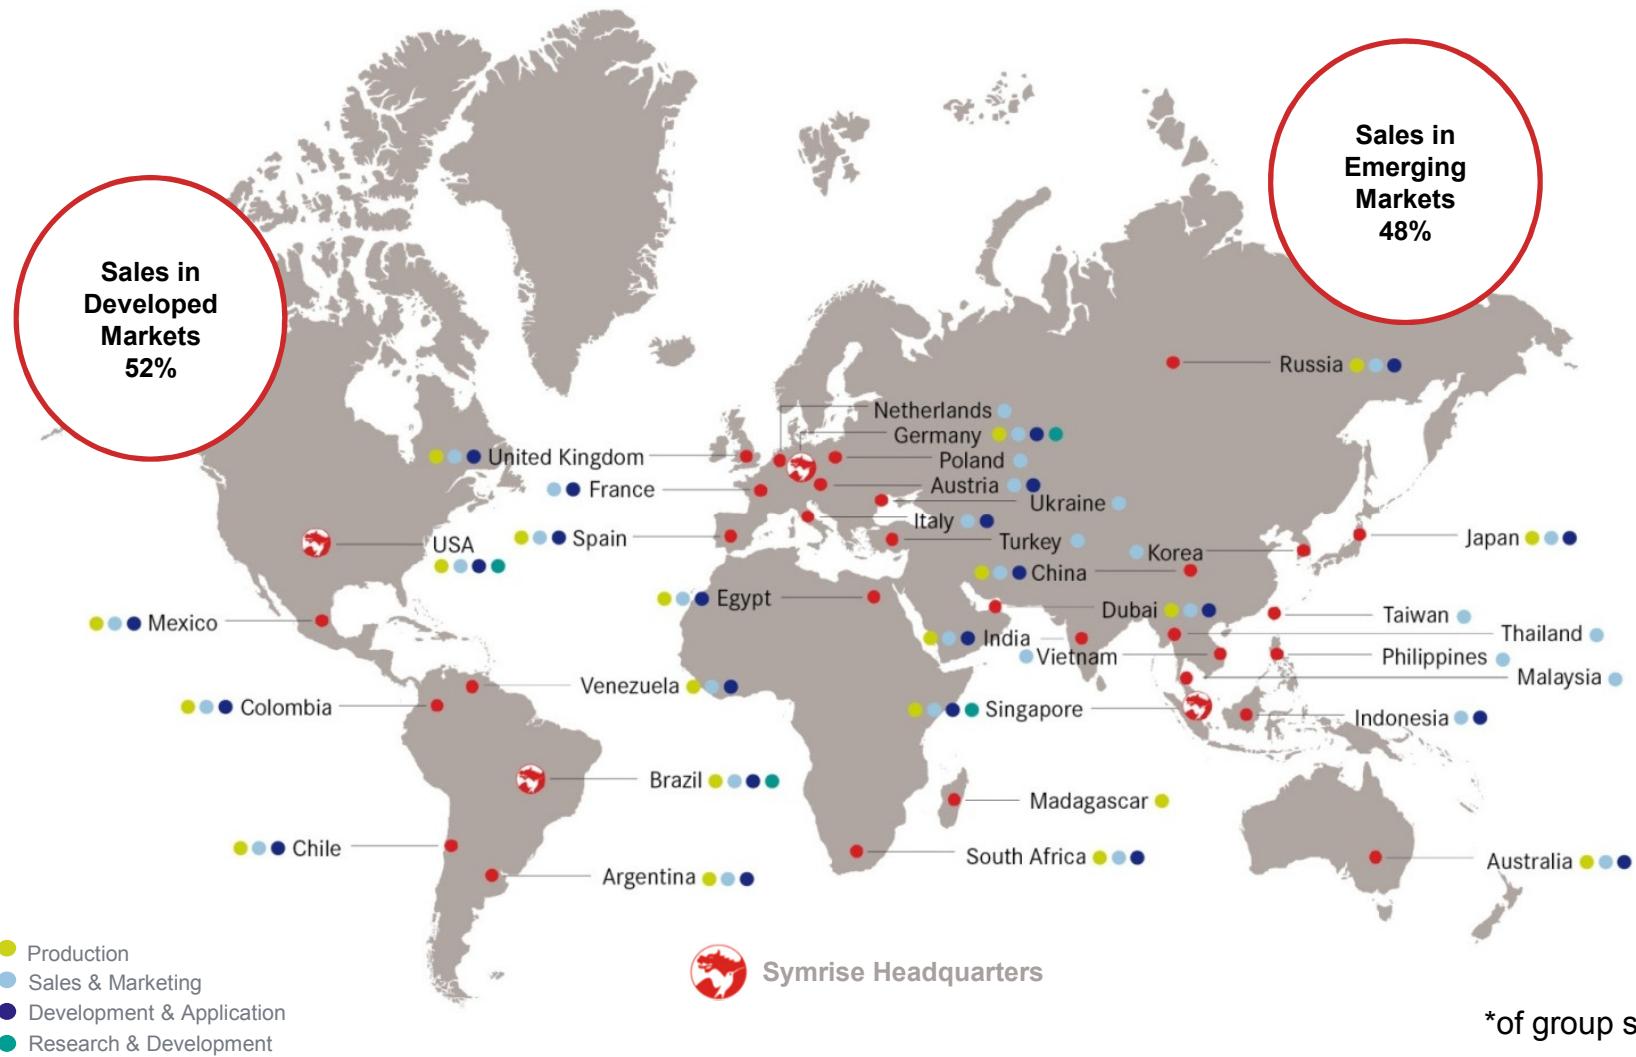 Sales in
Emerging
Markets
48%
Sales in
Developed
Markets
52%
Russia
Netherlands
Germany
United Kingdom
Poland
France
Austria
Ukraine
Italy
USA
Spain
Turkey
Korea
Japan
China
Egypt
Dubai
Mexico
Taiwan
India
Thailand
Vietnam
Philippines
Venezuela
Malaysia
Colombia
Singapore
Indonesia
Brazil
Madagascar
Chile
South Africa
Australia
Argentina
Production
Sales & Marketing
Development & Application
Research & Development
Symrise Headquarters
*of group s